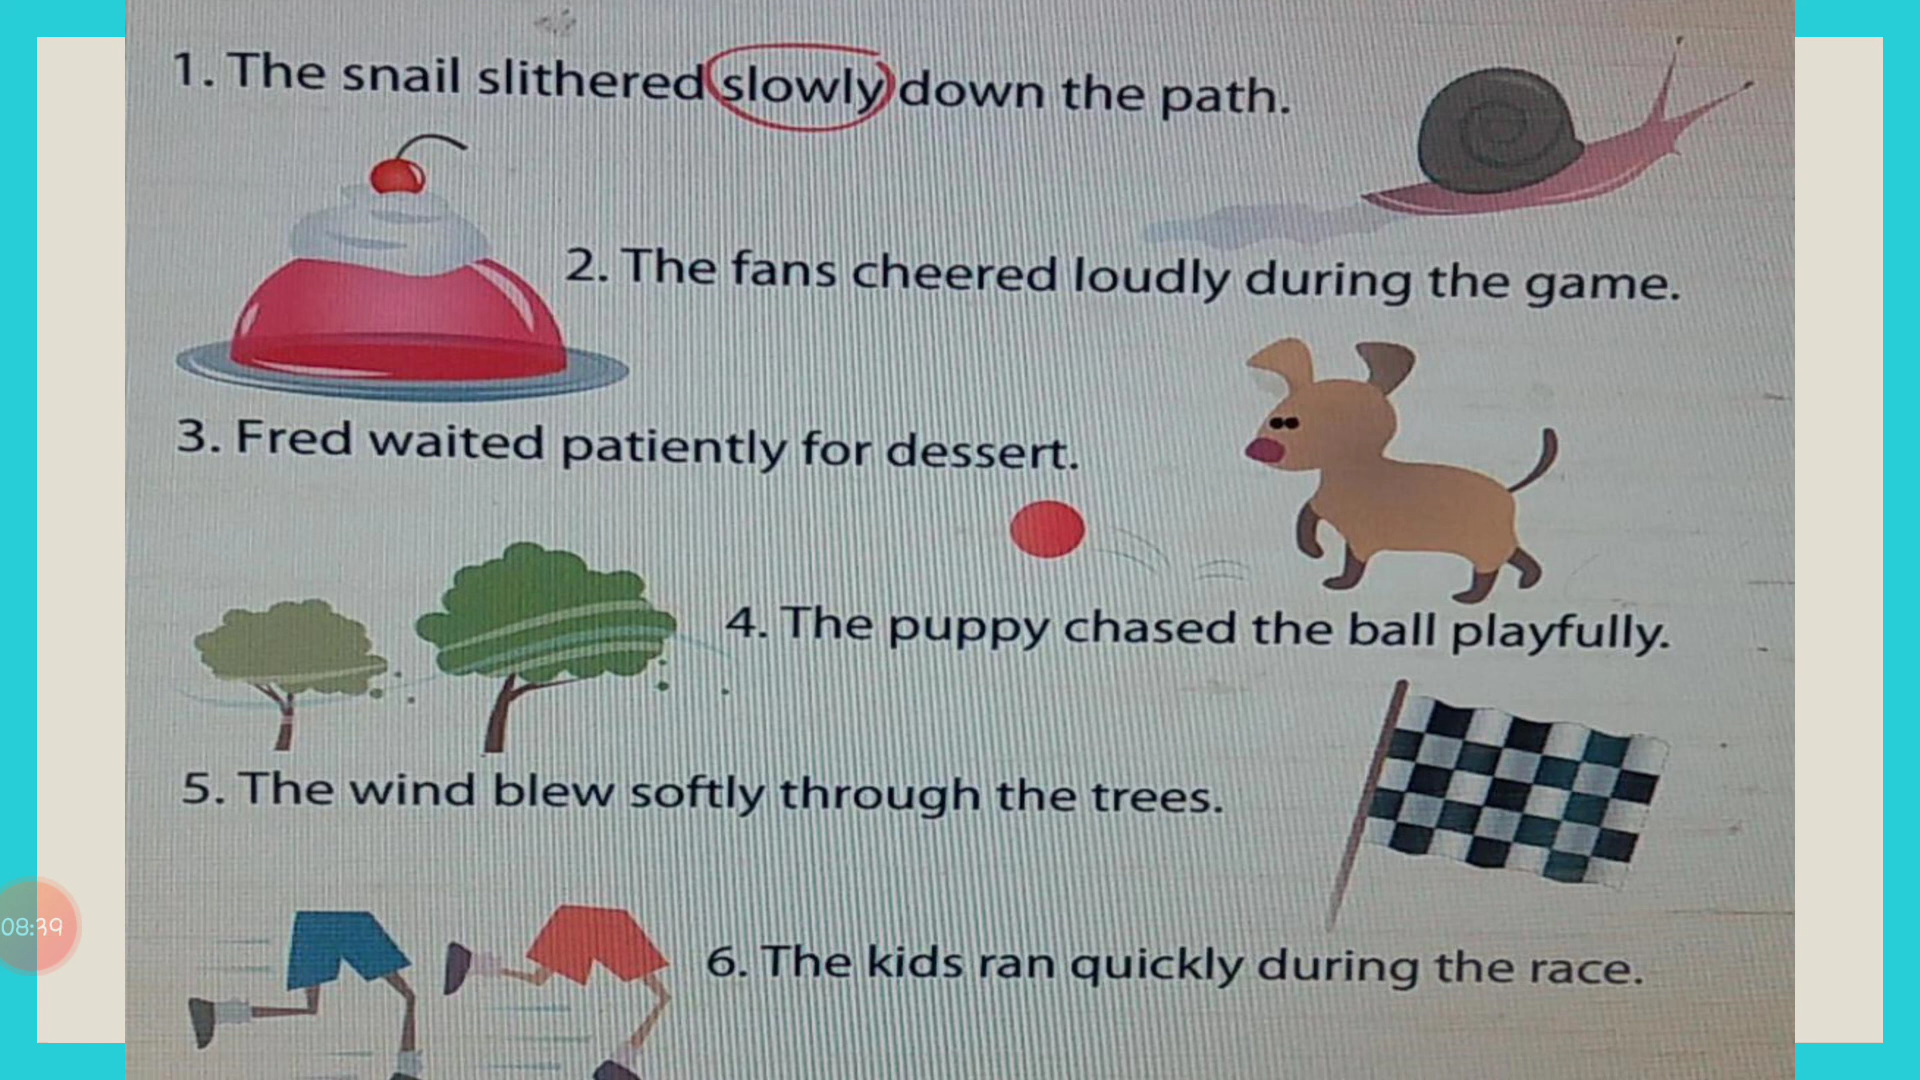 1. The snail slithered slowly down the path.
2. The fans cheered loudly during the game.
3. Fred waited patiently for dessert.
4. The puppy chased the ball playfully.
5. The wind blew softly through the trees.
08:39
6. The kids ran quickly during the race.